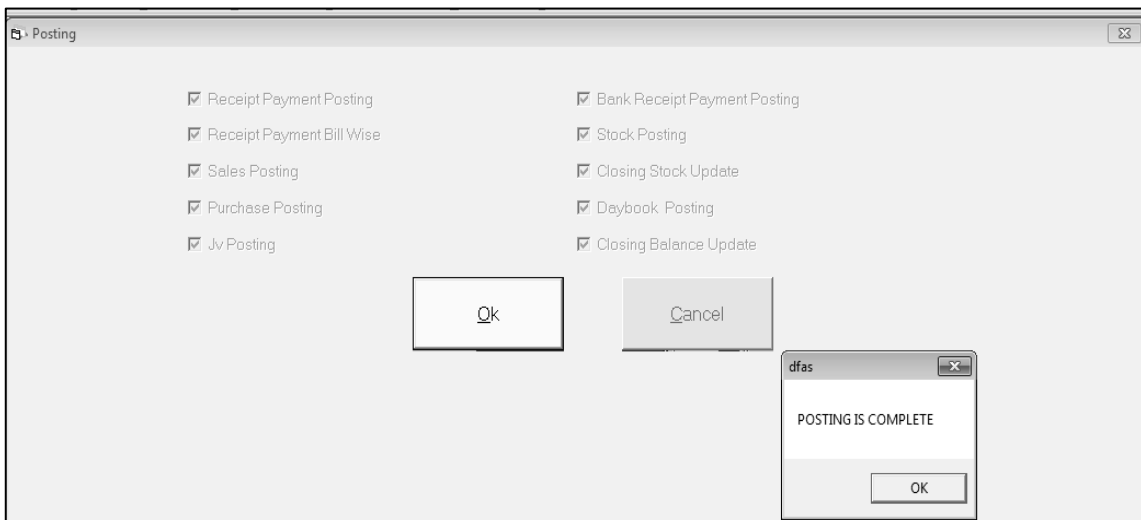 Posting
Receipt Payment Posting
Bank Receipt Payment Posting
Receipt Payment Bill Wise
Stock Posting
Sales Posting
Closing Stock Update
Purchase Posting
Daybook Posting
Jv Posting
Closing Balance Update
Ok
Cancel
dfas
POSTING IS COMPLETE
OK